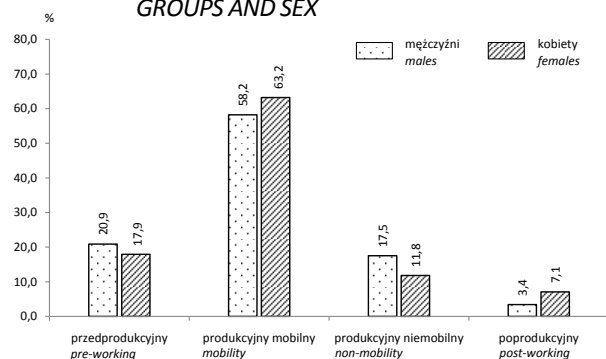 GROUPS AND SEX
%
80,0
70,0
60,0
50,0
40,0
30,0
20,0
10,0
0,0
mężczyźni
males
kobiety
females
20,9
17,9
58,2
63,2
17,5
11,8
3,4
7,1
przedprodukcyjny
pre-working
produkcyjny mobilny
mobility
produkcyjny niemobilny
non-mobility
poprodukcyjny
post-working